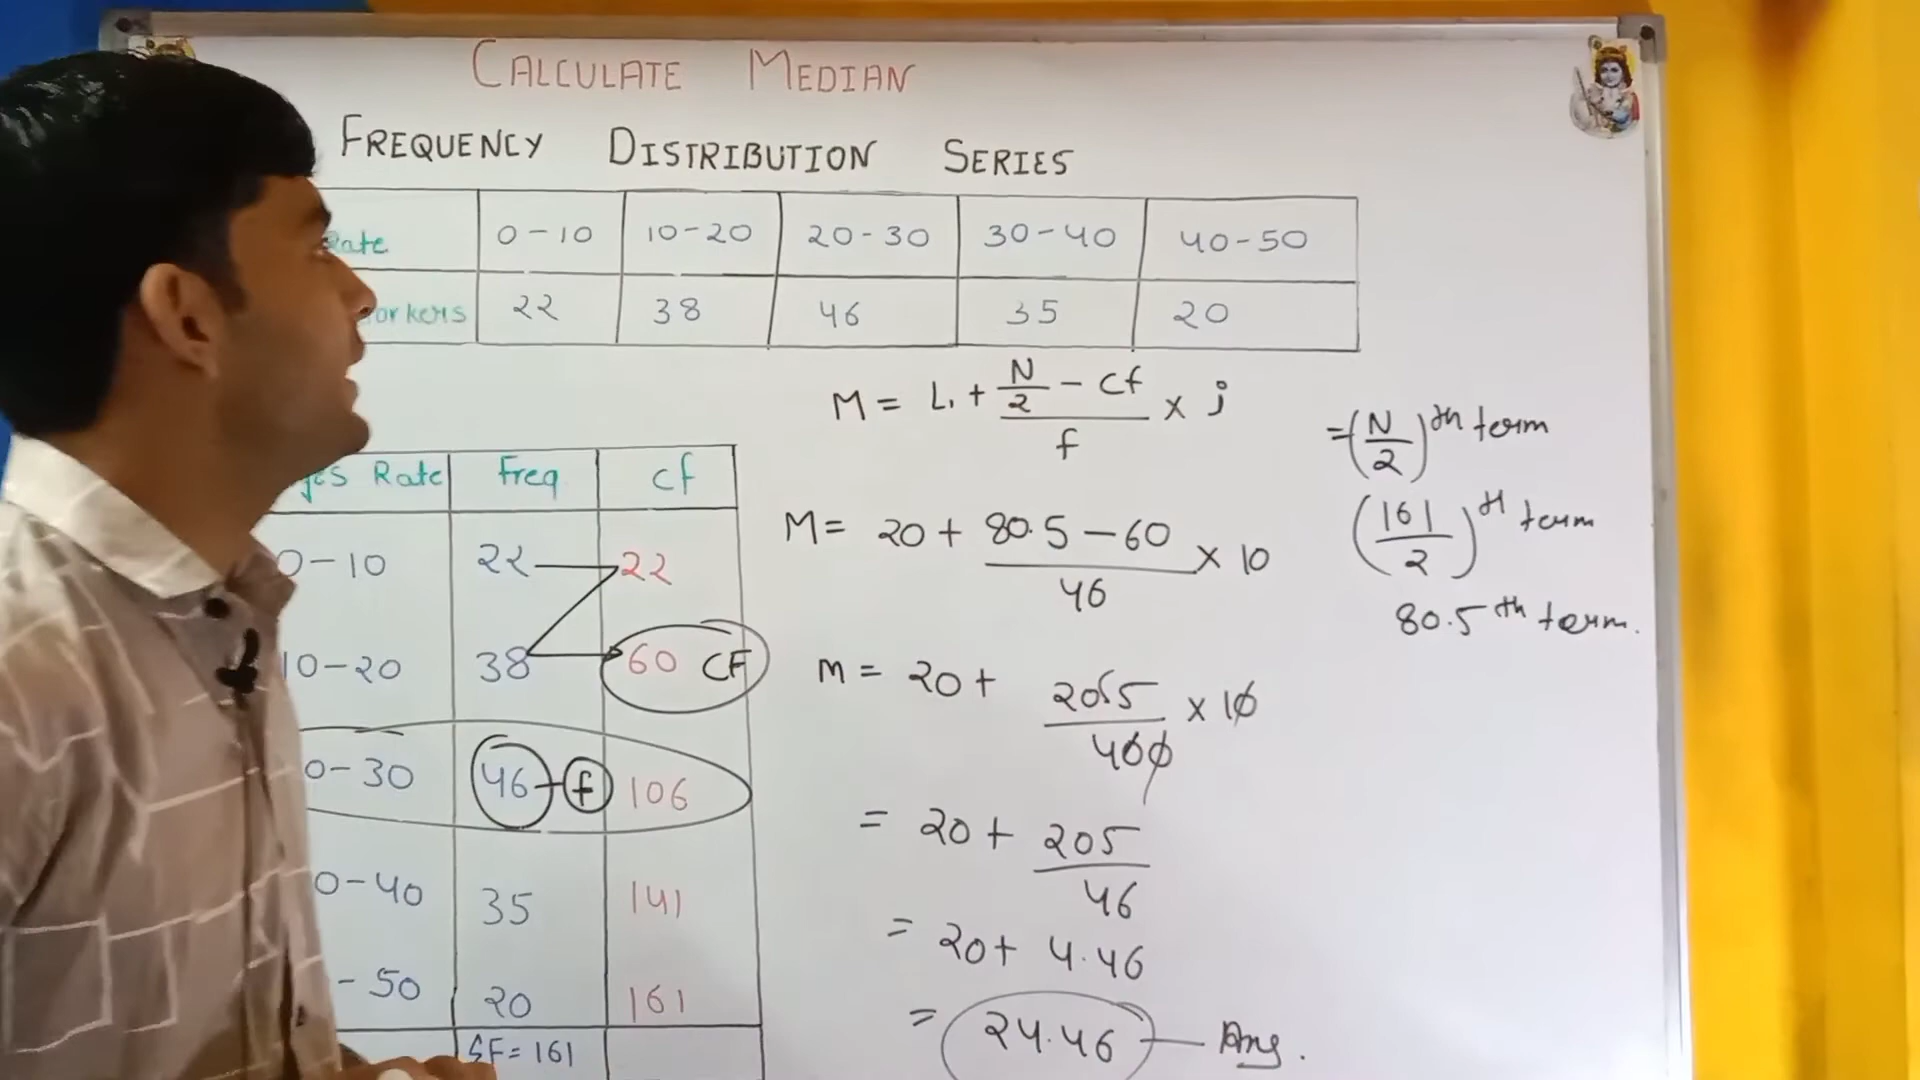 CALCULATE MEDIAN
FREQUENCY DISTRIBUTION SERIES
Rate 0-10 10-20 20-30 30-40 40-50
orkers 22 38 46 35 20
M = L₁ + (N/2 - Cf)/f × i
=(N/2)th term
(161/2)th term
80.5th term.
ges Rate Freq Cf
0-10 22 22
10-20 38 60 CF
0-30 46 f 106
0-40 35 141
-50 20 161
ΣF = 161
M = 20 + (80.5 - 60)/46 × 10
m = 20 + 20.5/460 × 10
= 20 + 205/46
= 20 + 4.46
= 24.46 Ans.